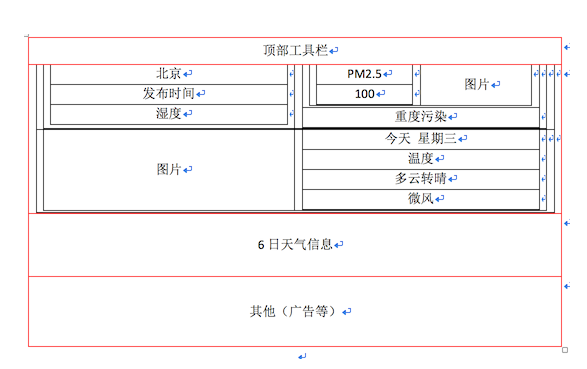 顶部工具栏
北京
发布时间
湿度
PM2.5
100
图片
重度污染
图片
今天 星期三
温度
多云转晴
微风
6日天气信息
其他（广告等）